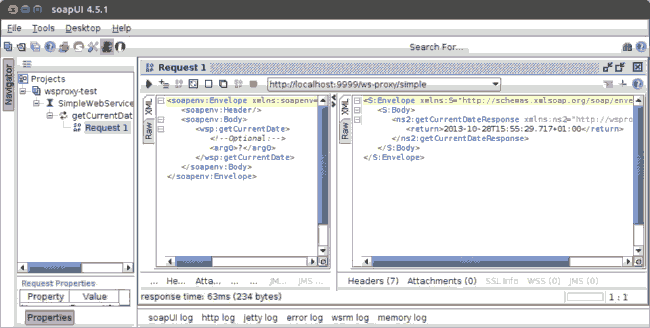 soapUI 4.5.1
File Tools Desktop Help
Search For...
Navigator
Projects
wsproxy-test
SimpleWebService
getCurrentDat
Request 1
Request Properties
Property Value
Properties
Request 1
http://localhost:9999/ws-proxy/simple
XML
Raw
<soapenv:Envelope xmlns:soapenv
<soapenv:Header/>
<soapenv:Body>
<wsp:getCurrentDate>
<!--Optional:-->
<arg0>?</arg0>
</wsp:getCurrentDate>
</soapenv:Body>
</soapenv:Envelope>
... He... Atta... ... ... JM... JMS ...
XML
Raw
<S:Envelope xmlns:S="http://schemas.xmlsoap.org/soap/enve
<S:Body>
<ns2:getCurrentDateResponse xmlns:ns2="http://wspro
<return>2013-10-28T15:55:29.717+01:00</return>
</ns2:getCurrentDateResponse>
</S:Body>
</S:Envelope>
Headers (7) Attachments (0) SSL Info WSS (0) JMS (0)
response time: 63ms (234 bytes)
1 : 1
soapUI log http log jetty log error log wsrm log memory log